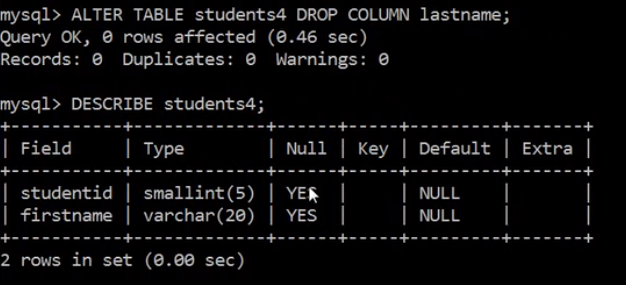 mysql> ALTER TABLE students4 DROP COLUMN lastname;
Query OK, 0 rows affected (0.46 sec)
Records: 0  Duplicates: 0  Warnings: 0
mysql> DESCRIBE students4;
+-----------+-------------+------+-----+---------+-------+
| Field     | Type        | Null | Key | Default | Extra |
+-----------+-------------+------+-----+---------+-------+
| studentid | smallint(5) | YES  |     | NULL    |       |
| firstname | varchar(20) | YES  |     | NULL    |       |
+-----------+-------------+------+-----+---------+-------+
2 rows in set (0.00 sec)